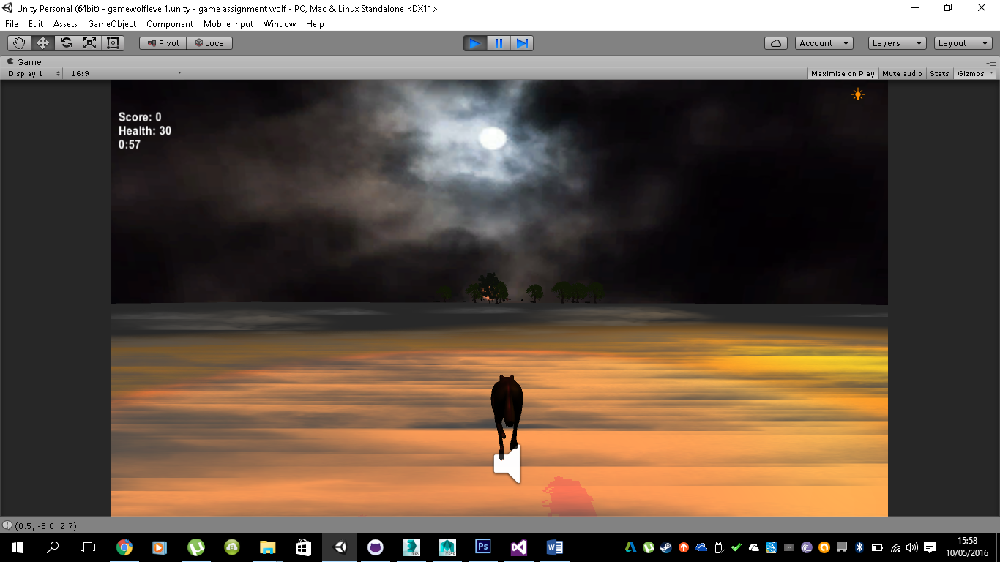 Unity Personal (64bit) - gamewolflevel1.unity - game assignment wolf - PC, Mac & Linux Standalone <DX11>
File Edit Assets GameObject Component Mobile Input Window Help
Pivot Local Account Layers Layout
Game
Display 1 16:9 Maximize on Play Mute audio Stats Gizmos
Score: 0
Health: 30
0:57
(0.5, -5.0, 2.7)
15:58
10/05/2016